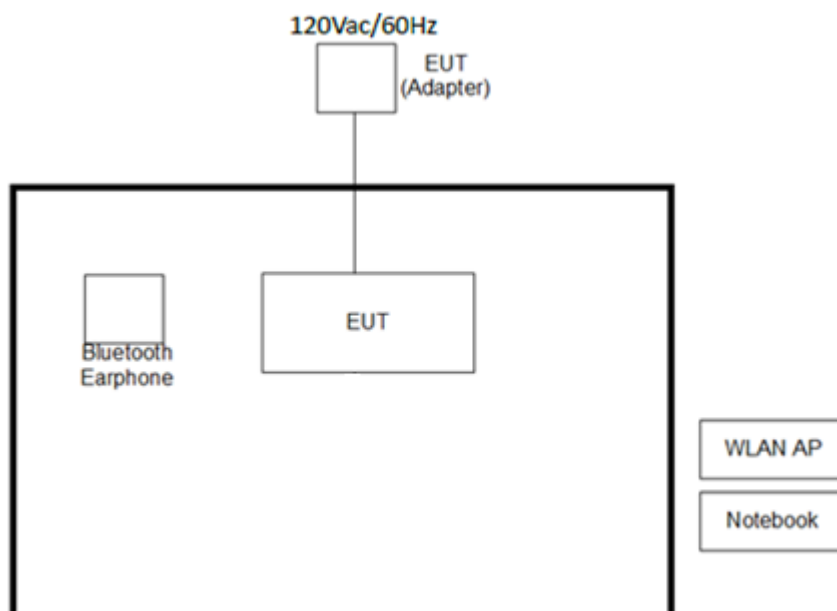 120Vac/60Hz
EUT
(Adapter)
EUT
Bluetooth
Earphone
WLAN AP
Notebook